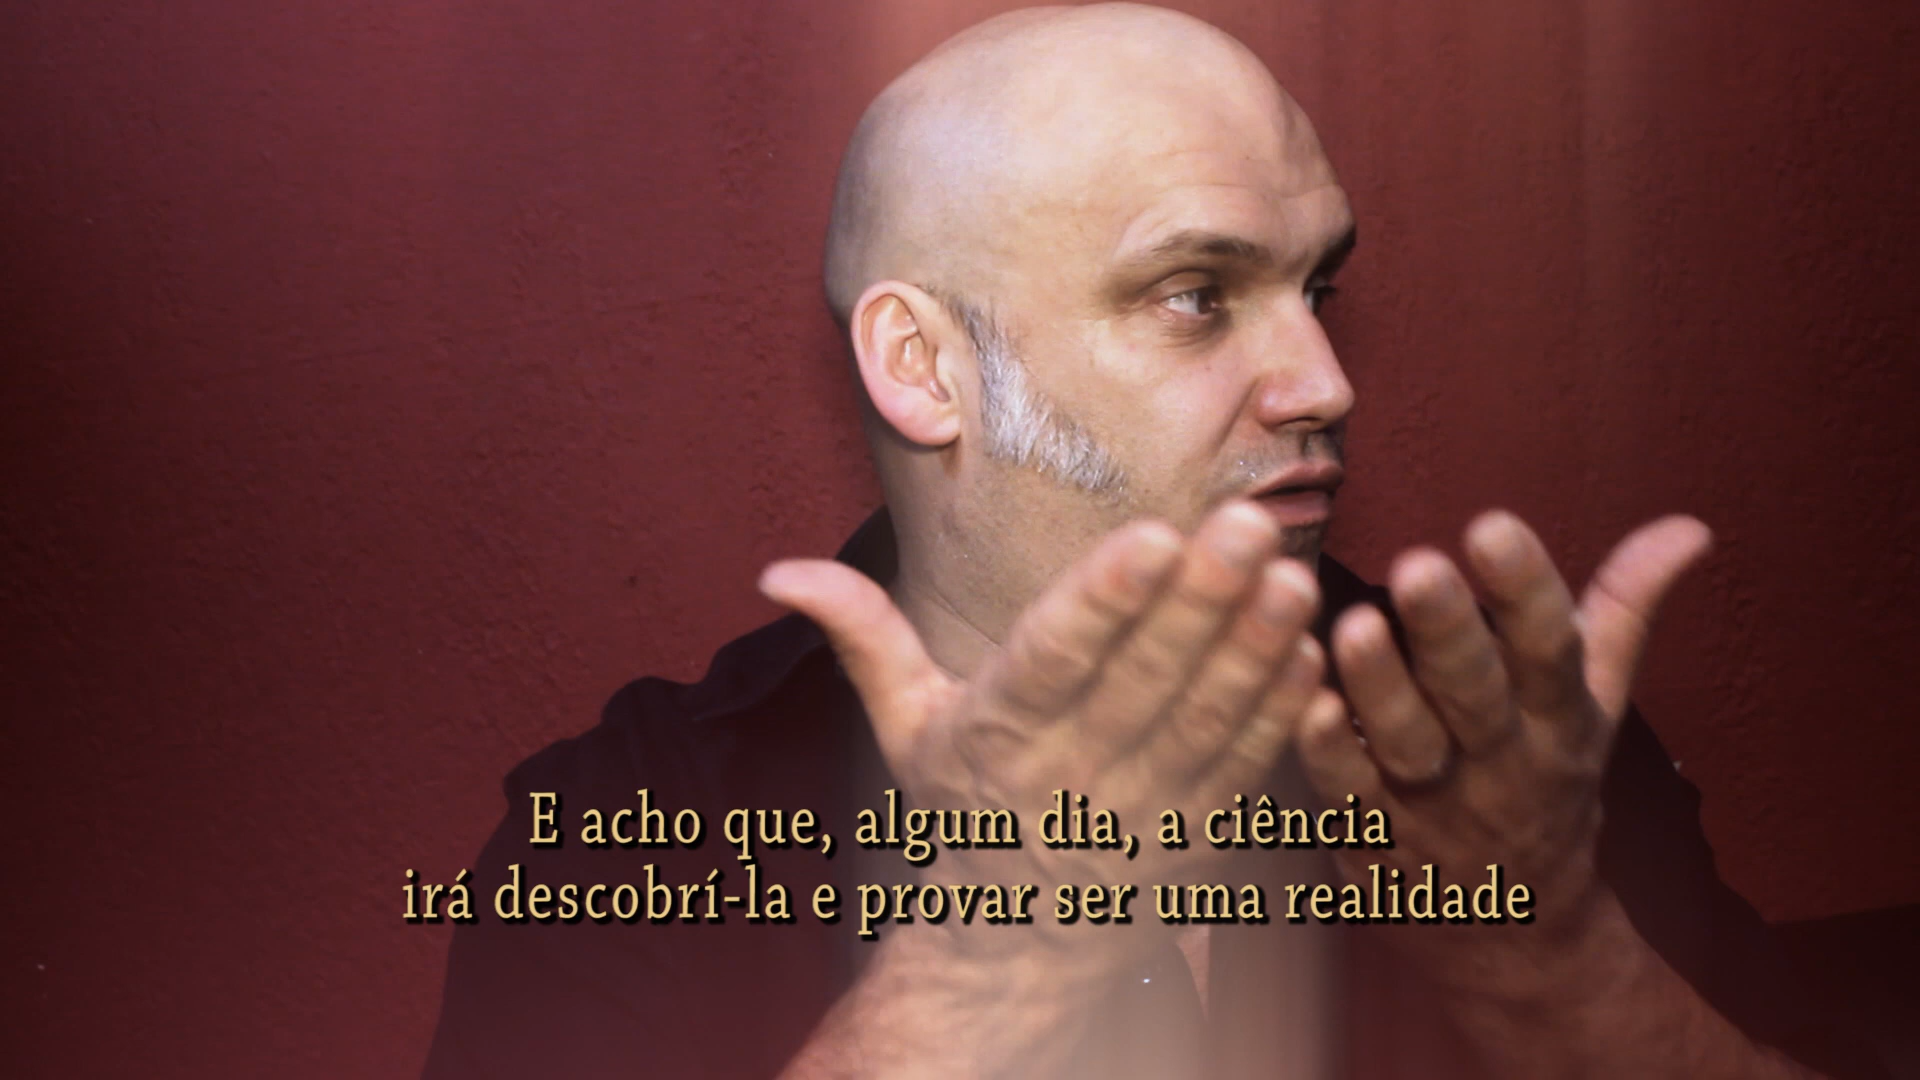 E acho que, algum dia, a ciência
irá descobrí-la e provar ser uma realidade